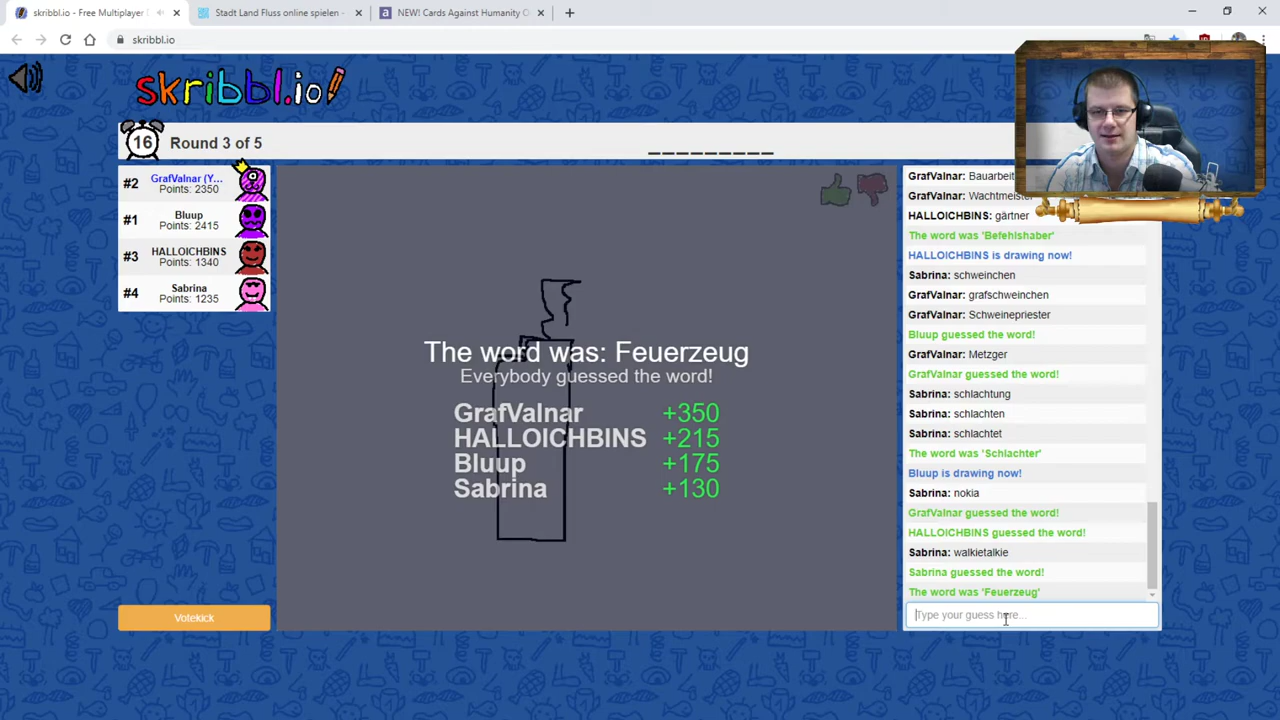 skribbl.io - Free Multiplayer
Stadt Land Fluss online spielen -
NEW! Cards Against Humanity
skribbl.io
skribbl.io
16
Round 3 of 5
_________
#2
GrafValnar (Y...
Points: 2350
#1
Bluup
Points: 2415
#3
HALLOICHBINS
Points: 1340
#4
Sabrina
Points: 1235
Votekick
The word was: Feuerzeug
Everybody guessed the word!
GrafValnar +350
HALLOICHBINS +215
Bluup +175
Sabrina +130
GrafValnar: Bauarbeit
GrafValnar: Wachtmeister
HALLOICHBINS: gärtner
The word was 'Befehlshaber'
HALLOICHBINS is drawing now!
Sabrina: schweinchen
GrafValnar: grafschweinchen
GrafValnar: Schweinepriester
Bluup guessed the word!
GrafValnar: Metzger
GrafValnar guessed the word!
Sabrina: schlachtung
Sabrina: schlachten
Sabrina: schlachtet
The word was 'Schlachter'
Bluup is drawing now!
Sabrina: nokia
GrafValnar guessed the word!
HALLOICHBINS guessed the word!
Sabrina: walkietalkie
Sabrina guessed the word!
The word was 'Feuerzeug'
Type your guess here...